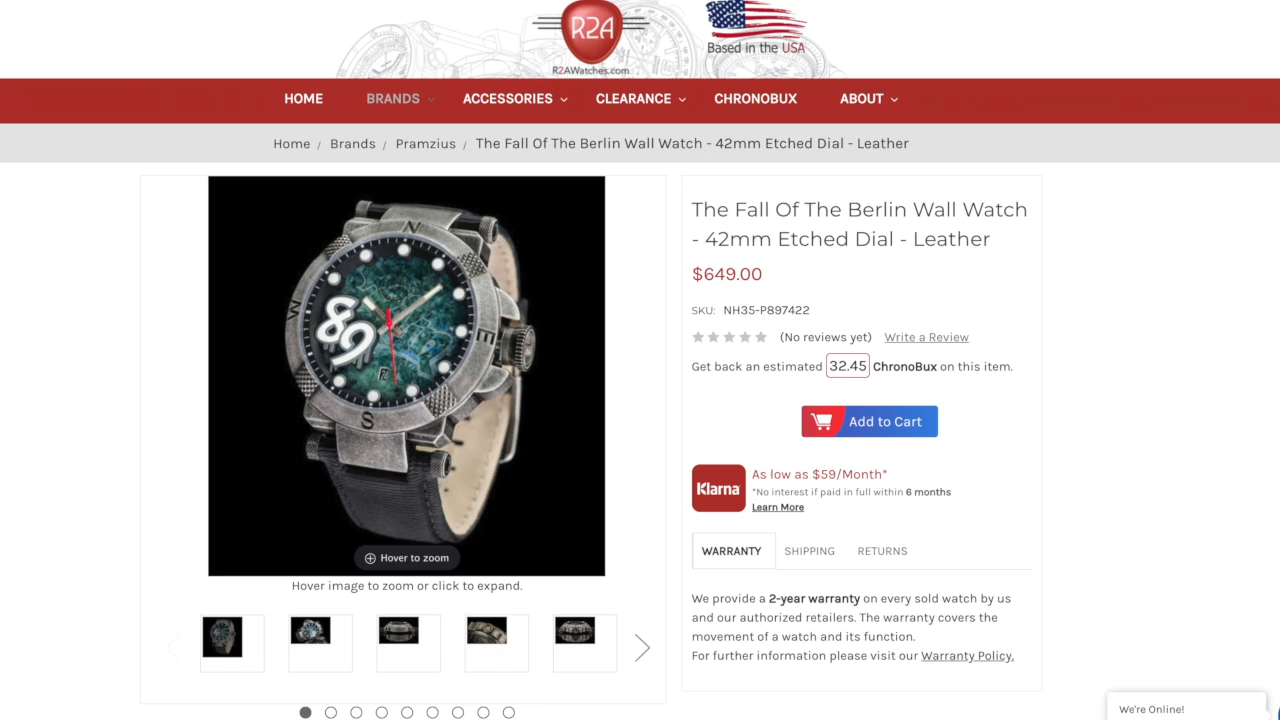 R2A
R2AWatches.com
Based in the USA
HOME BRANDS ACCESSORIES CLEARANCE CHRONOBUX ABOUT
Home / Brands / Pramzius / The Fall Of The Berlin Wall Watch - 42mm Etched Dial - Leather
N
W
E
S
89
Hover to zoom
Hover image to zoom or click to expand.
The Fall Of The Berlin Wall Watch
- 42mm Etched Dial - Leather
$649.00
SKU: NH35-P897422
(No reviews yet) Write a Review
Get back an estimated 32.45 ChronoBux on this item.
Add to Cart
Klarna
As low as $59/Month*
*No interest if paid in full within 6 months
Learn More
WARRANTY SHIPPING RETURNS
We provide a 2-year warranty on every sold watch by us
and our authorized retailers. The warranty covers the
movement of a watch and its function.
For further information please visit our Warranty Policy.
We're Online!